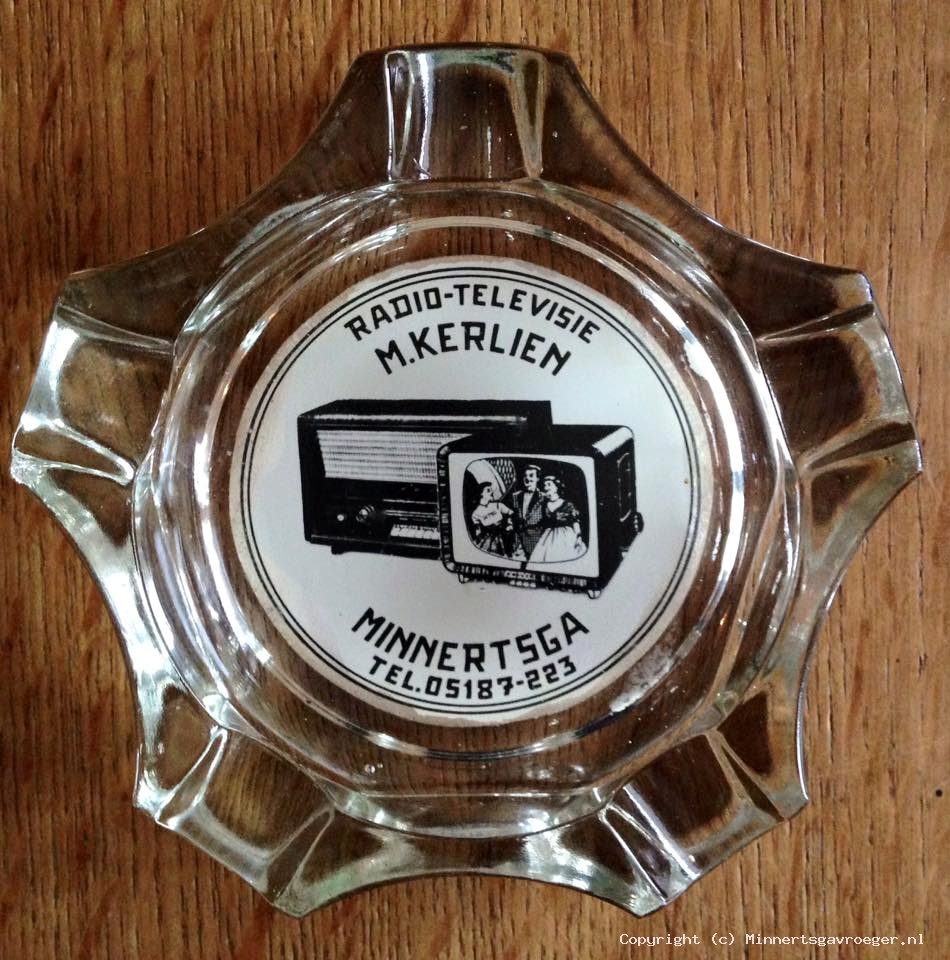 RADIO-TELEVISIE
M.KERLIEN
MINNERTSGA
TEL.05187-223
Copyright (c) Minnertsgavroeger.nl